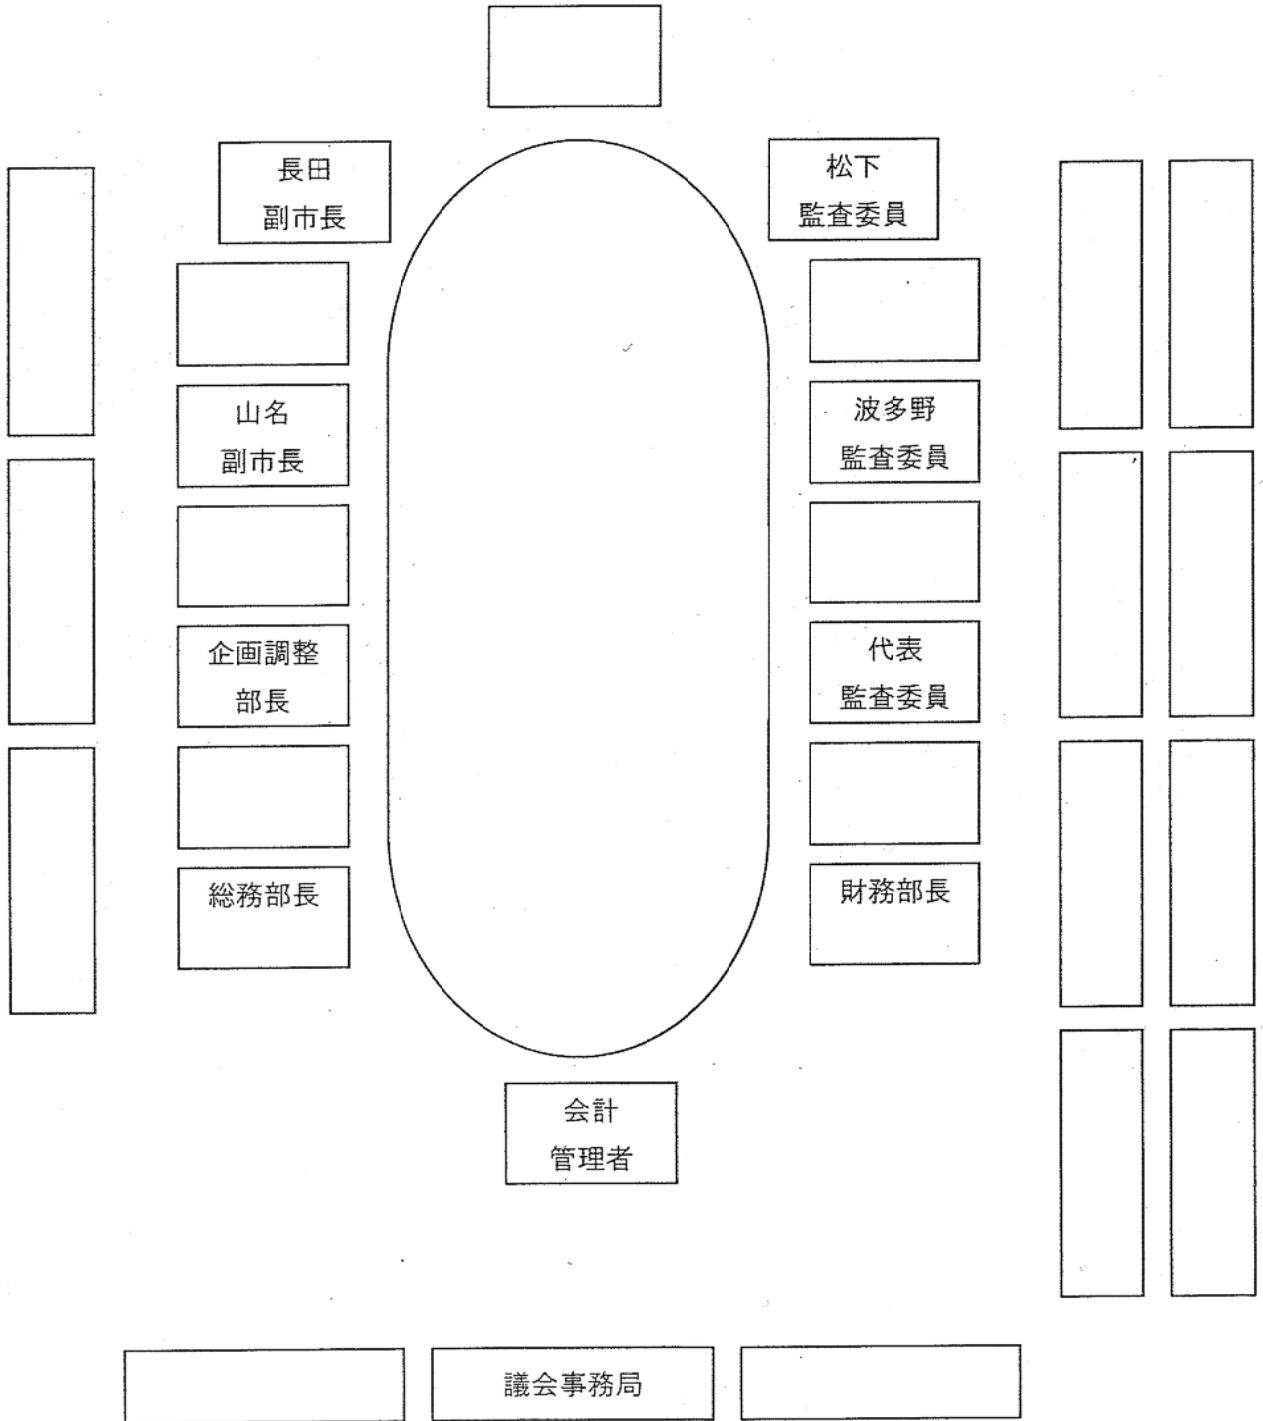 長田
副市長
松下
監査委員
山名
副市長
波多野
監査委員
企画調整
部長
代表
監査委員
総務部長
財務部長
会計
管理者
議会事務局